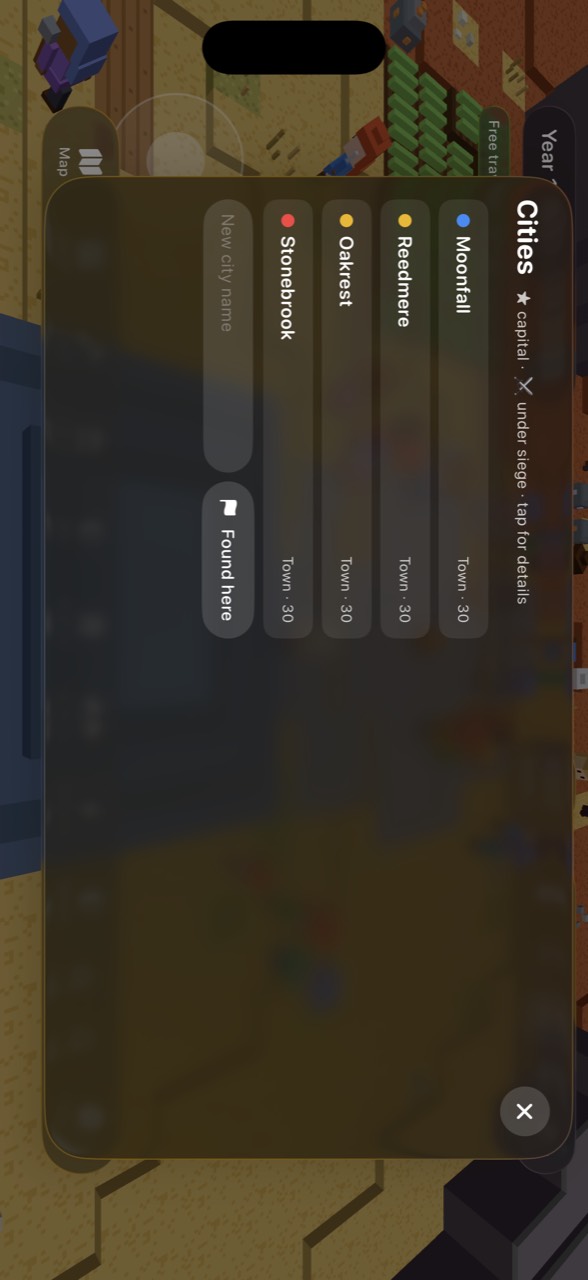 Year
Free tra
Map
Cities ★ capital · ⚔ under siege · tap for details
Moonfall Town · 30
Reedmere Town · 30
Oakrest Town · 30
Stonebrook Town · 30
New city name Found here